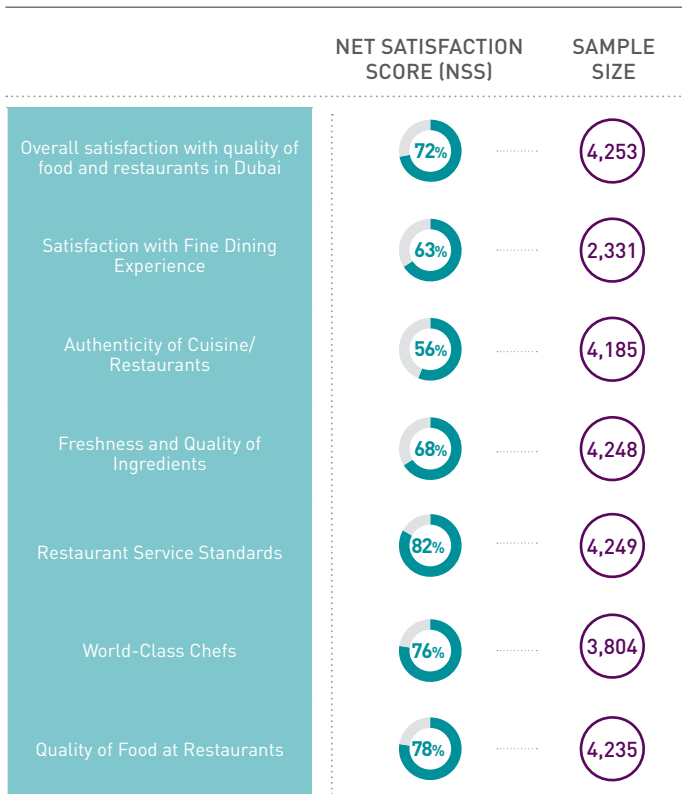 NET SATISFACTION
SCORE (NSS)
SAMPLE
SIZE
Overall satisfaction with quality of
food and restaurants in Dubai
72%
4,253
Satisfaction with Fine Dining
Experience
63%
2,331
Authenticity of Cuisine/
Restaurants
56%
4,185
Freshness and Quality of
Ingredients
68%
4,248
Restaurant Service Standards
82%
4,249
World-Class Chefs
76%
3,804
Quality of Food at Restaurants
78%
4,235